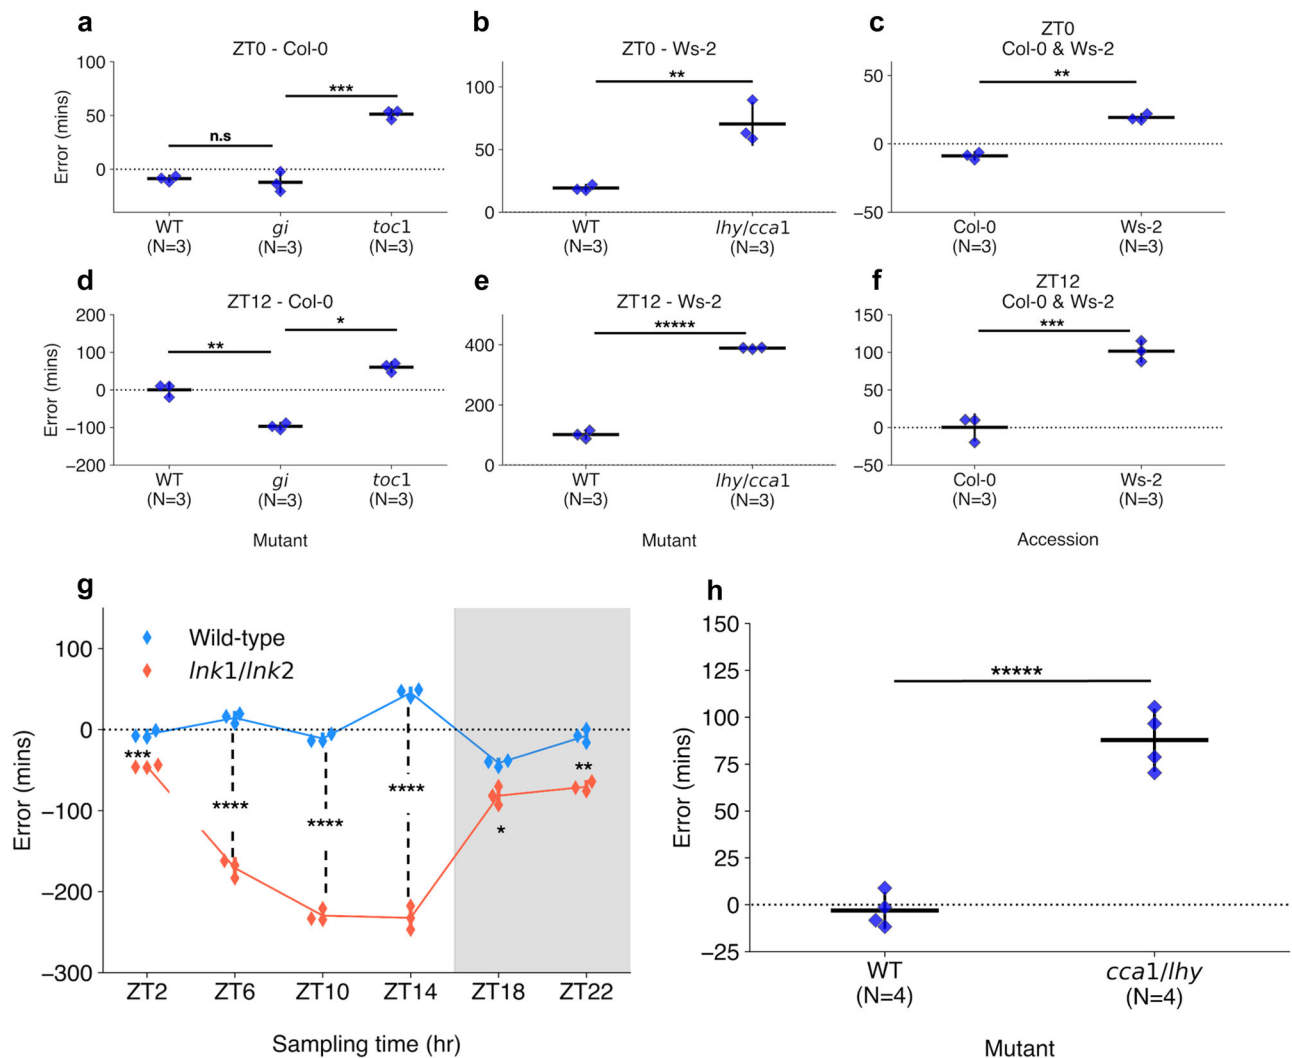 a
ZT0 - Col-0
Error (mins)
100
50
0
n.s
***
WT
(N=3)
gi
(N=3)
toc1
(N=3)
b
ZT0 - Ws-2
100
50
0
**
WT
(N=3)
lhy/cca1
(N=3)
c
ZT0
Col-0 & Ws-2
50
0
−50
**
Col-0
(N=3)
Ws-2
(N=3)
d
ZT12 - Col-0
Error (mins)
200
100
0
−100
−200
**
*
WT
(N=3)
gi
(N=3)
toc1
(N=3)
Mutant
e
ZT12 - Ws-2
400
200
0
*****
WT
(N=3)
lhy/cca1
(N=3)
Mutant
f
ZT12
Col-0 & Ws-2
150
100
50
0
−50
***
Col-0
(N=3)
Ws-2
(N=3)
Accession
g
Wild-type
lnk1/lnk2
Error (mins)
100
0
−100
−200
−300
***
****
****
****
*
**
ZT2
ZT6
ZT10
ZT14
ZT18
ZT22
Sampling time (hr)
h
Error (mins)
150
125
100
75
50
25
0
−25
*****
WT
(N=4)
cca1/lhy
(N=4)
Mutant